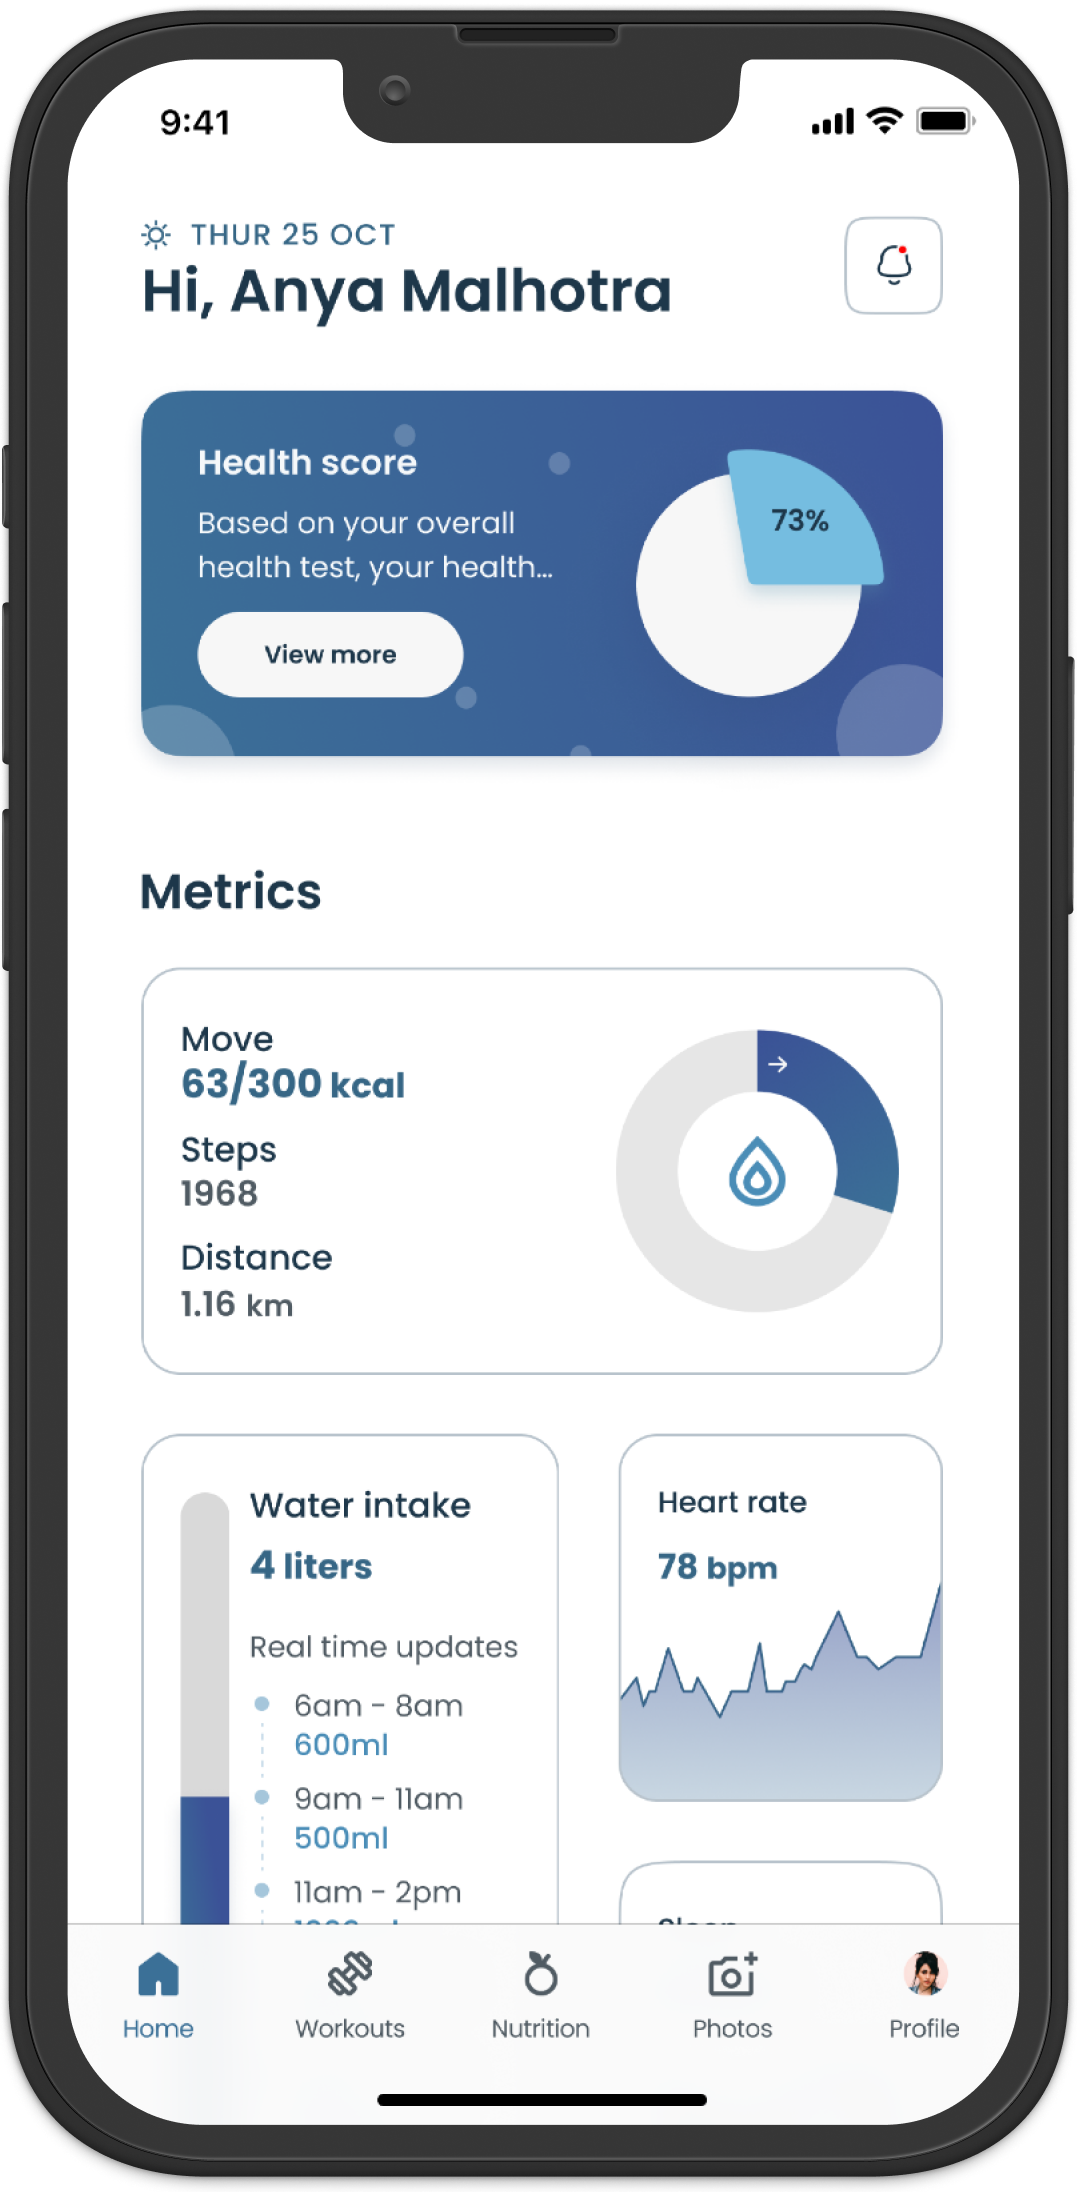 9:41
THUR 25 OCT
Hi, Anya Malhotra
Health score
Based on your overall
health test, your health...
View more
73%
Metrics
Move
63/300 kcal
Steps
1968
Distance
1.16 km
Water intake
4 liters
Real time updates
6am - 8am
600ml
9am - 11am
500ml
11am - 2pm
Heart rate
78 bpm
Home
Workouts
Nutrition
Photos
Profile